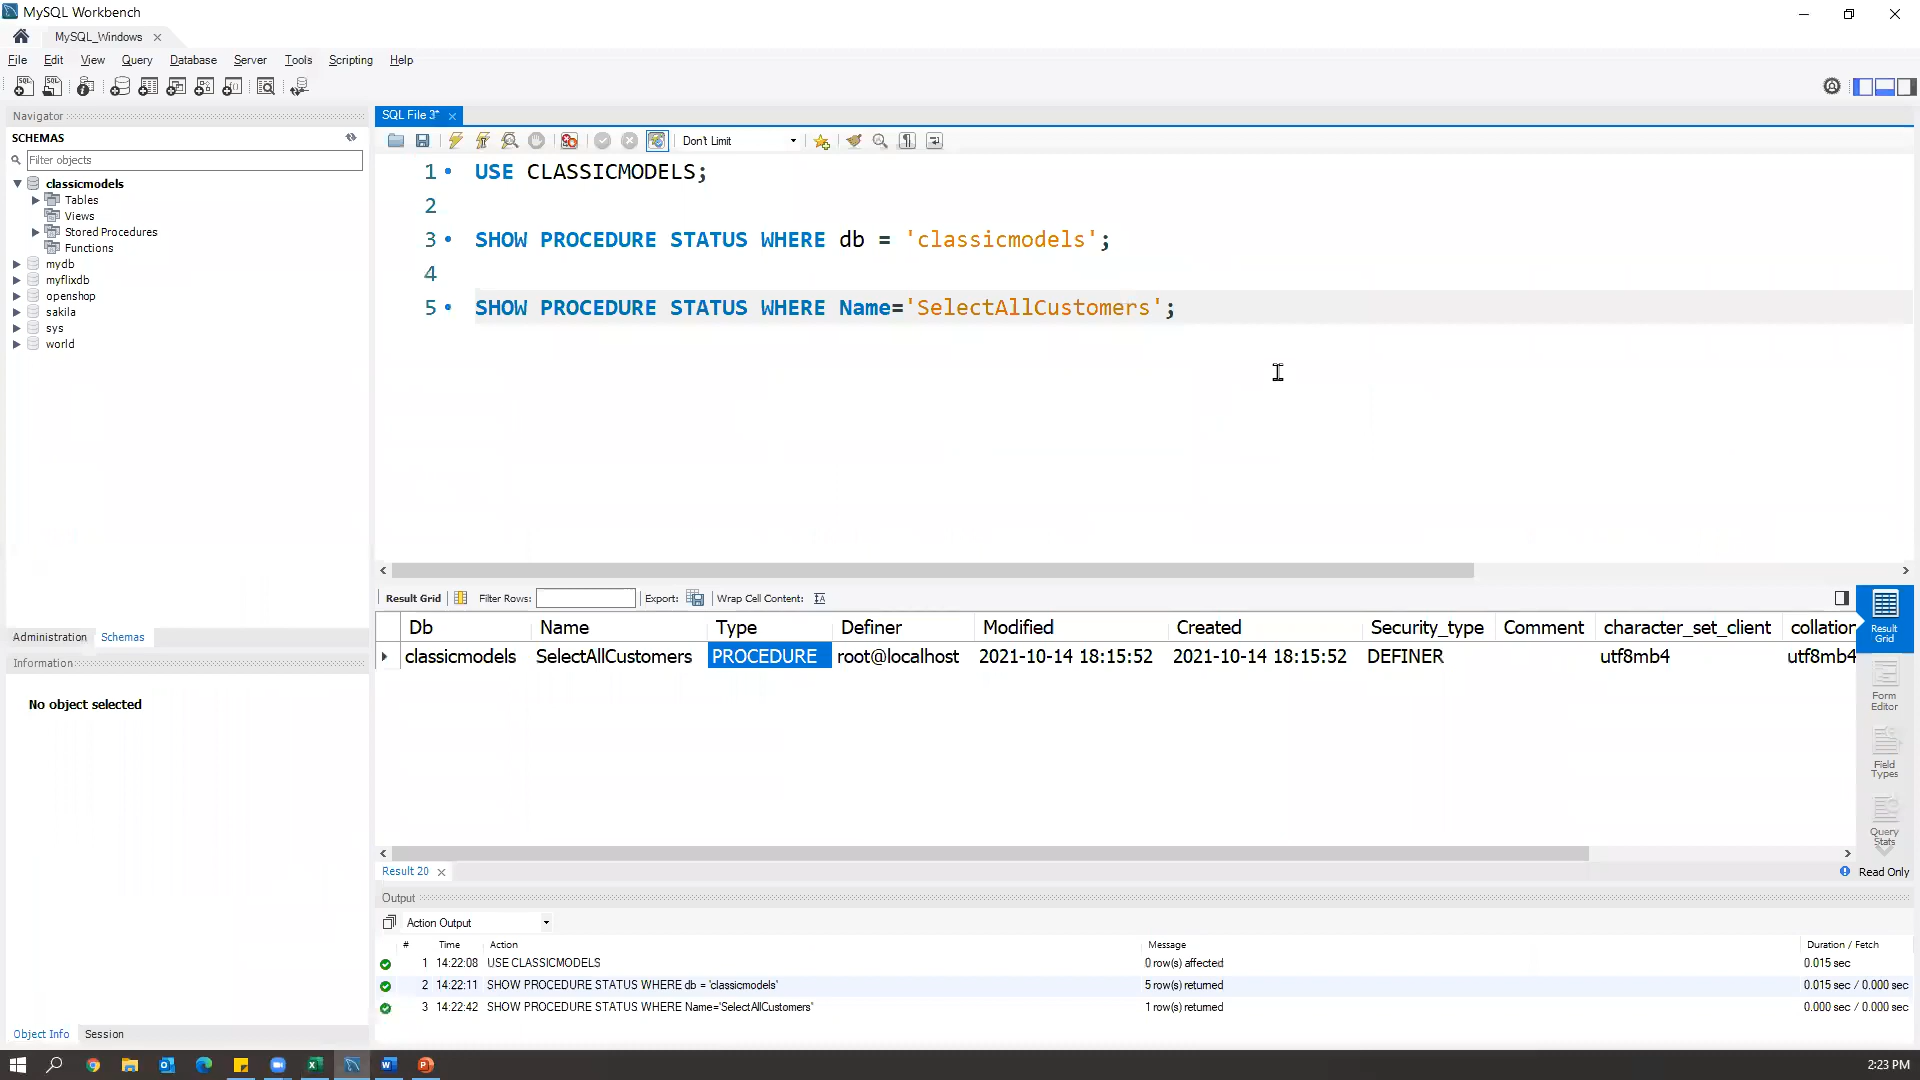 MySQL Workbench
MySQL_Windows
File Edit View Query Database Server Tools Scripting Help
Navigator
SCHEMAS
Filter objects
classicmodels
Tables
Views
Stored Procedures
Functions
mydb
myflixdb
openshop
sakila
sys
world
Administration Schemas
Information
No object selected
Object Info Session
SQL File 3*
Don't Limit
1 USE CLASSICMODELS;
2
3 SHOW PROCEDURE STATUS WHERE db = 'classicmodels';
4
5 SHOW PROCEDURE STATUS WHERE Name='SelectAllCustomers';
Result Grid Filter Rows: Export: Wrap Cell Content:
Db Name Type Definer Modified Created Security_type Comment character_set_client collation
classicmodels SelectAllCustomers PROCEDURE root@localhost 2021-10-14 18:15:52 2021-10-14 18:15:52 DEFINER utf8mb4 utf8mb4
Result Grid
Form Editor
Field Types
Query Stats
Result 20
Read Only
Output
Action Output
# Time Action Message Duration / Fetch
1 14:22:08 USE CLASSICMODELS 0 row(s) affected 0.015 sec
2 14:22:11 SHOW PROCEDURE STATUS WHERE db = 'classicmodels' 5 row(s) returned 0.015 sec / 0.000 sec
3 14:22:42 SHOW PROCEDURE STATUS WHERE Name='SelectAllCustomers' 1 row(s) returned 0.000 sec / 0.000 sec
2:23 PM